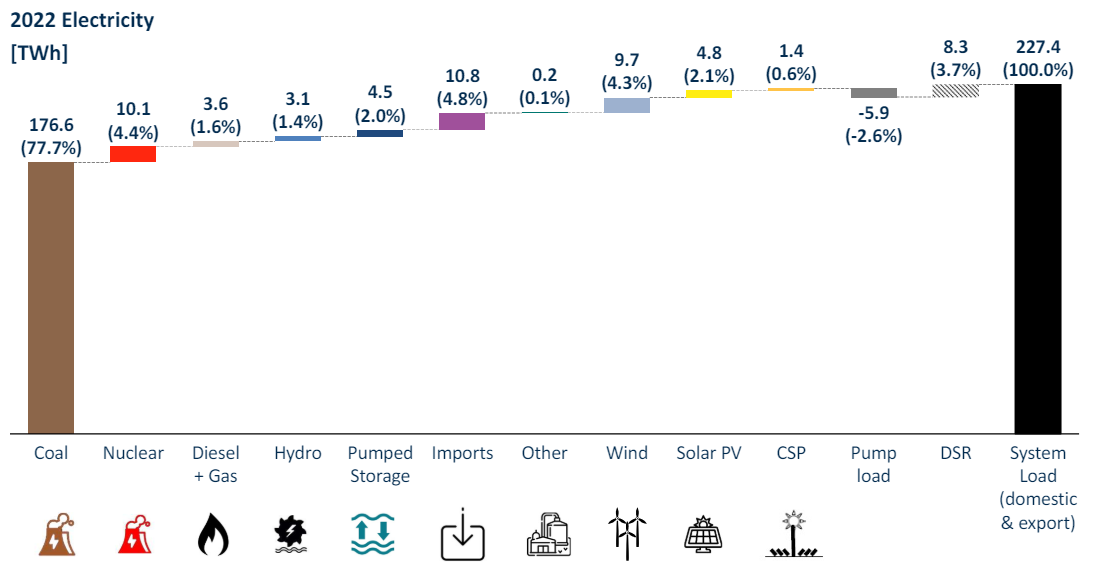 2022 Electricity
[TWh]
176.6
(77.7%)
10.1
(4.4%)
3.6
(1.6%)
3.1
(1.4%)
4.5
(2.0%)
10.8
(4.8%)
0.2
(0.1%)
9.7
(4.3%)
4.8
(2.1%)
1.4
(0.6%)
-5.9
(-2.6%)
8.3
(3.7%)
227.4
(100.0%)
Coal
Nuclear
Diesel
+ Gas
Hydro
Pumped
Storage
Imports
Other
Wind
Solar PV
CSP
Pump
load
DSR
System
Load
(domestic
& export)